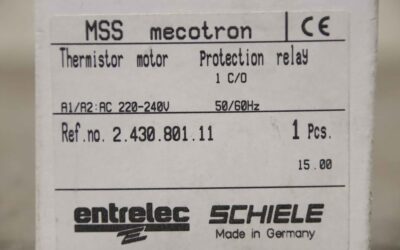 MSS mecotron CE
Thermistor motor Protection relay
1 C/O
A1/A2:AC 220-240V 50/60Hz
Ref.no. 2.430.801.11 1 Pcs.
15.00
entrelec SCHIELE
Made in Germany